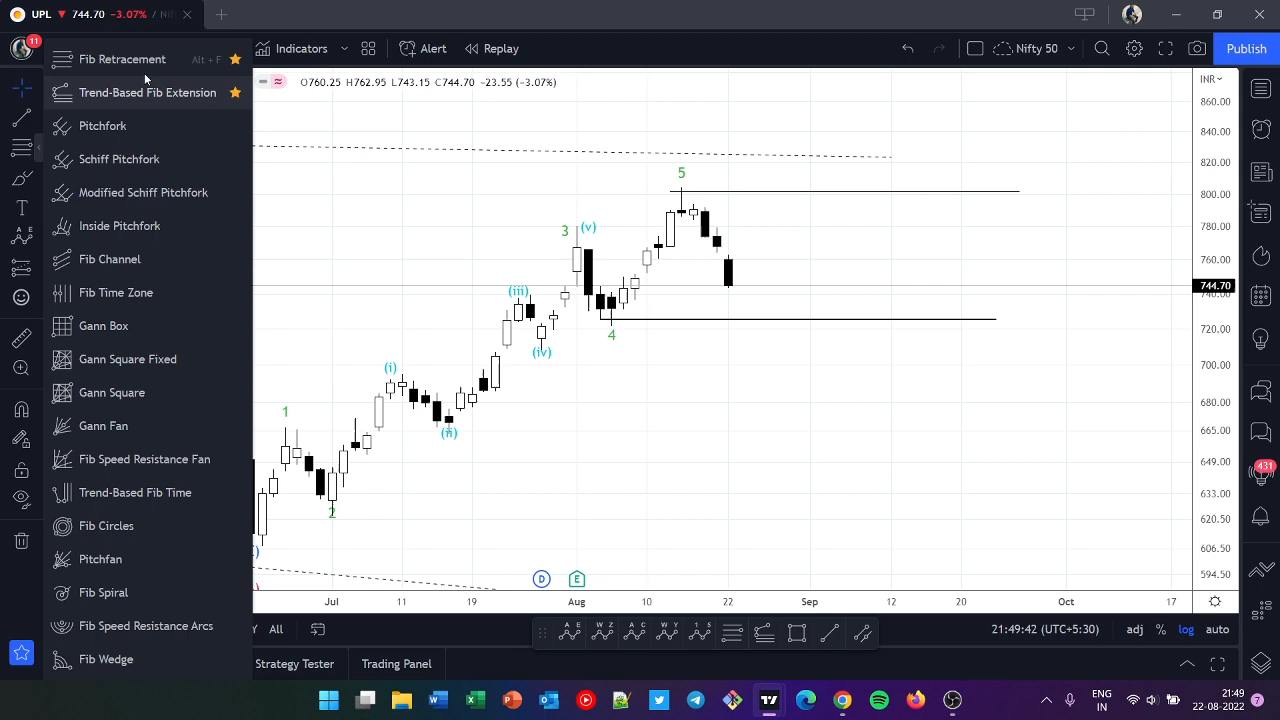 UPL ▼ 744.70 −3.07% / Nif
11
Indicators
Alert
Replay
Nifty 50
Publish
Fib Retracement Alt + F
Trend-Based Fib Extension
Pitchfork
Schiff Pitchfork
Modified Schiff Pitchfork
Inside Pitchfork
Fib Channel
Fib Time Zone
Gann Box
Gann Square Fixed
Gann Square
Gann Fan
Fib Speed Resistance Fan
Trend-Based Fib Time
Fib Circles
Pitchfan
Fib Spiral
Fib Speed Resistance Arcs
Fib Wedge
O760.25 H762.95 L743.15 C744.70 −23.55 (−3.07%)
INR
860.00
840.00
820.00
800.00
780.00
760.00
744.70
740.00
720.00
700.00
680.00
665.00
649.00
633.00
620.50
606.50
594.50
5
3 (v)
(iii)
4
(iv)
(i)
1
(ii)
2
D E
Jul 11 19 Aug 10 22 Sep 12 20 Oct 17
Y All
21:49:42 (UTC+5:30) adj % log auto
A E
W Z
A C
W Y
1 5
Strategy Tester Trading Panel
431
ENG
IN
21:49
22-08-2022
7